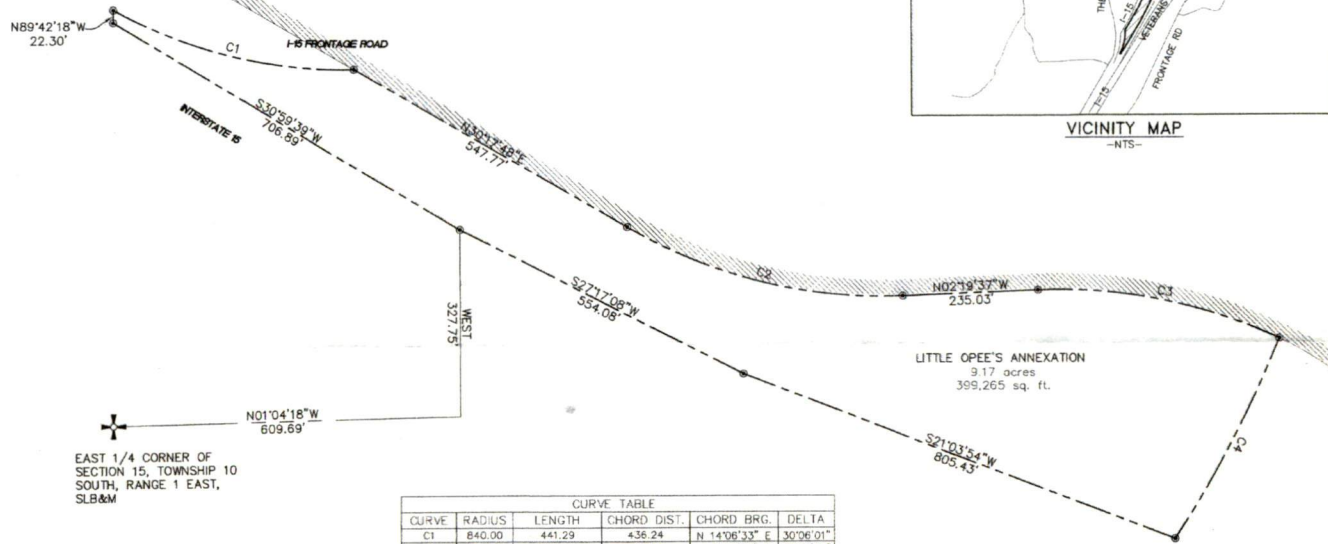 N89°42'18"W
22.30'
C1
I-15 FRONTAGE ROAD
INTERSTATE 15
S30°59'39"W
706.89'
N30°17'48"E
547.77'
I-15
VETERANS
FRONTAGE RD
I-15
VICINITY MAP
-NTS-
C2
N02°19'37"W
235.03'
C3
S27°17'08"W
554.08'
WEST
327.75'
LITTLE OPEE'S ANNEXATION
9.17 acres
399,265 sq. ft.
N01°04'18"W
609.69'
S21°03'54"W
805.43'
C4
EAST 1/4 CORNER OF
SECTION 15, TOWNSHIP 10
SOUTH, RANGE 1 EAST,
SLB&M
CURVE TABLE
CURVE RADIUS LENGTH CHORD DIST. CHORD BRG. DELTA
C1 840.00 441.29 436.24 N 14°06'33" E 30°06'01"